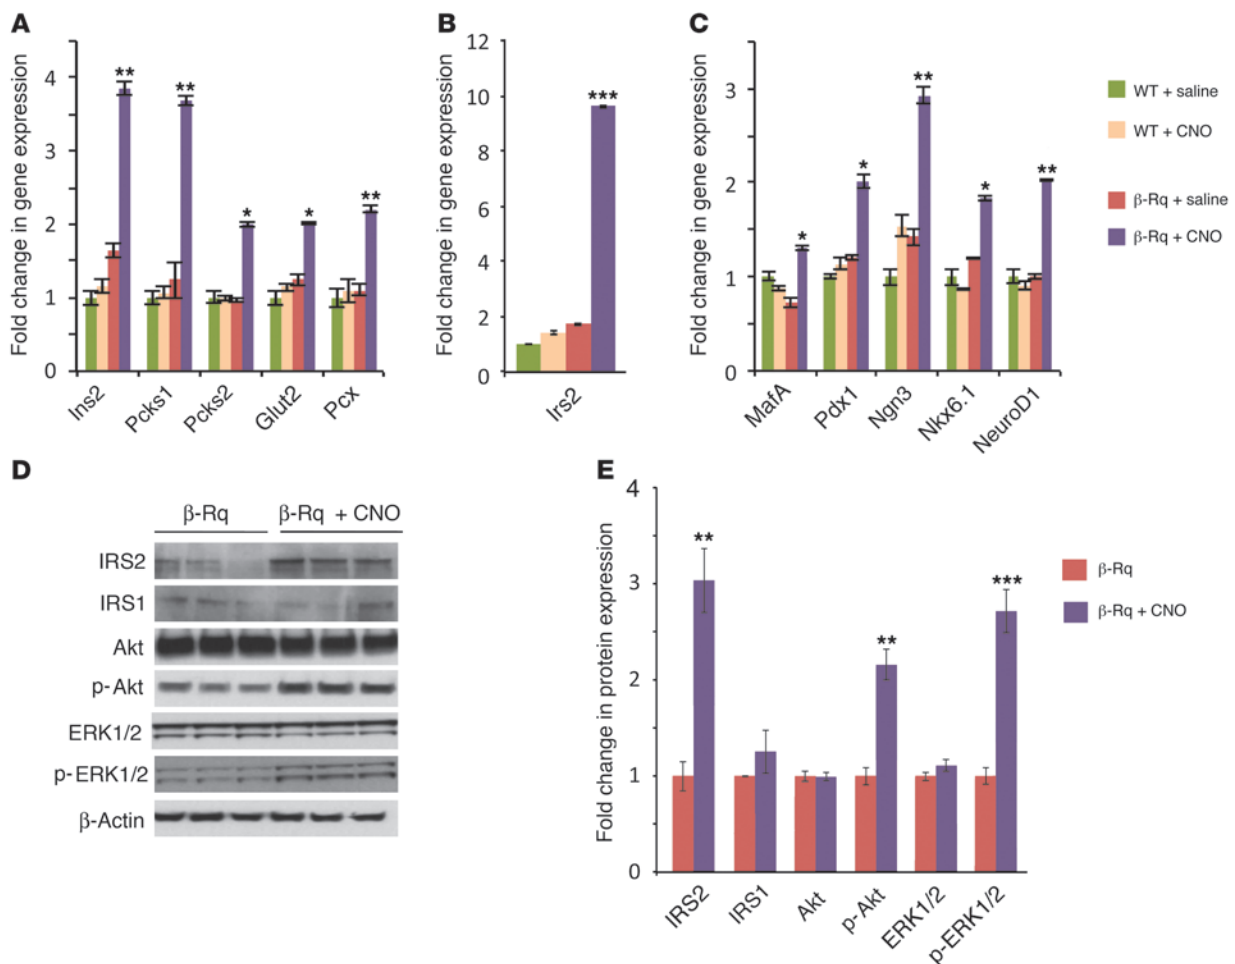 A
Fold change in gene expression
4
3
2
1
0
** ** * * **
Ins2 Pcks1 Pcks2 Glut2 Pcx
B
Fold change in gene expression
12
10
8
6
4
2
0
***
Irs2
C
Fold change in gene expression
3
2
1
0
* * ** * **
MafA Pdx1 Ngn3 Nkx6.1 NeuroD1
WT + saline
WT + CNO
β-Rq + saline
β-Rq + CNO
D
β-Rq β-Rq + CNO
IRS2
IRS1
Akt
p-Akt
ERK1/2
p-ERK1/2
β-Actin
E
Fold change in protein expression
4
3
2
1
0
** ** ***
IRS2 IRS1 Akt p-Akt ERK1/2 p-ERK1/2
β-Rq
β-Rq + CNO